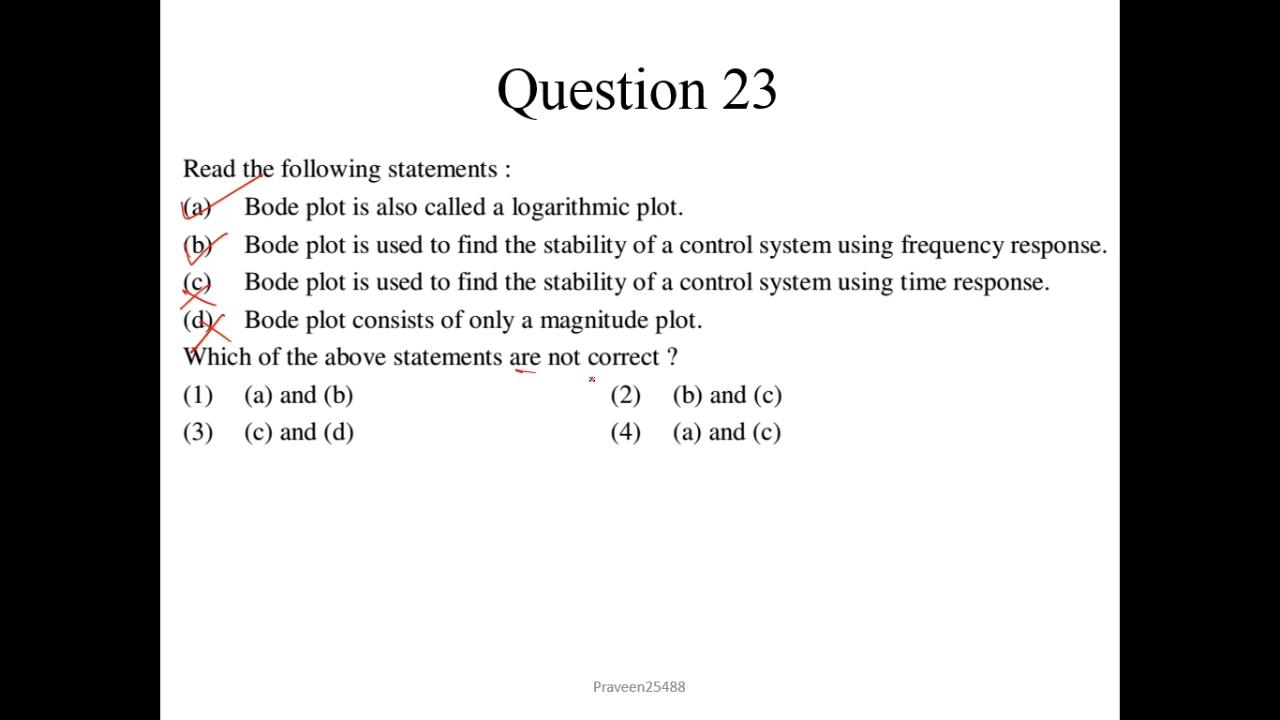 Question 23
Read the following statements :
(a) Bode plot is also called a logarithmic plot.
(b) Bode plot is used to find the stability of a control system using frequency response.
(c) Bode plot is used to find the stability of a control system using time response.
(d) Bode plot consists of only a magnitude plot.
Which of the above statements are not correct ?
(1) (a) and (b) (2) (b) and (c)
(3) (c) and (d) (4) (a) and (c)
Praveen25488